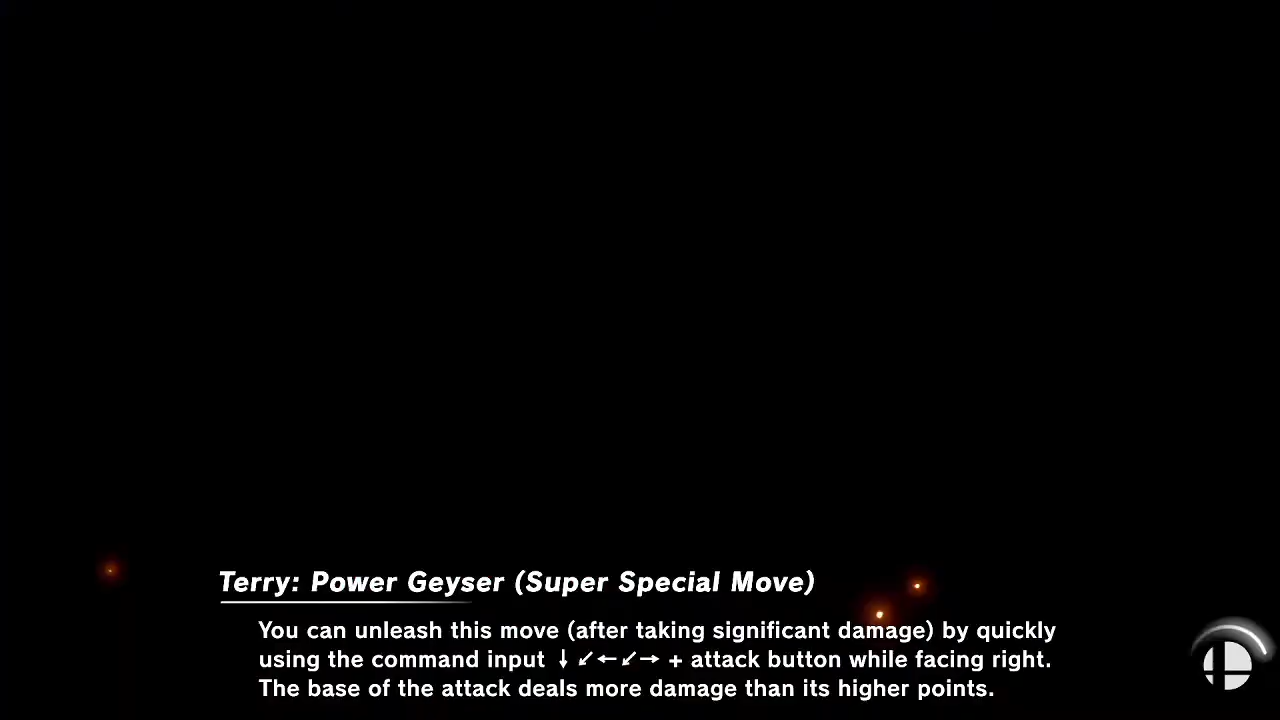 Terry: Power Geyser (Super Special Move)
You can unleash this move (after taking significant damage) by quickly
using the command input ↓↙←↙→ + attack button while facing right.
The base of the attack deals more damage than its higher points.